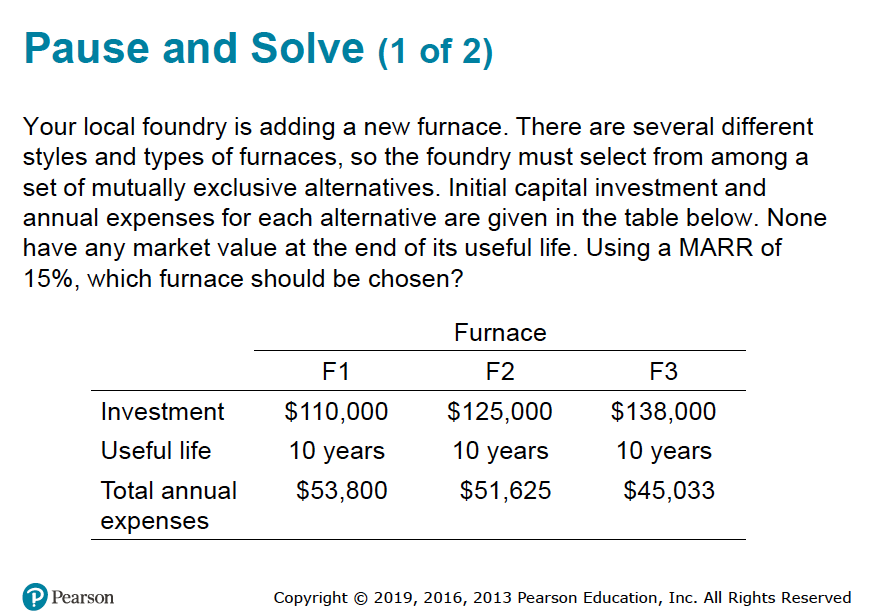 Pause and Solve (1 of 2)
Your local foundry is adding a new furnace. There are several different
styles and types of furnaces, so the foundry must select from among a
set of mutually exclusive alternatives. Initial capital investment and
annual expenses for each alternative are given in the table below. None
have any market value at the end of its useful life. Using a MARR of
15%, which furnace should be chosen?
Furnace
F1 F2 F3
Investment $110,000 $125,000 $138,000
Useful life 10 years 10 years 10 years
Total annual $53,800 $51,625 $45,033
expenses
P Pearson Copyright © 2019, 2016, 2013 Pearson Education, Inc. All Rights Reserved